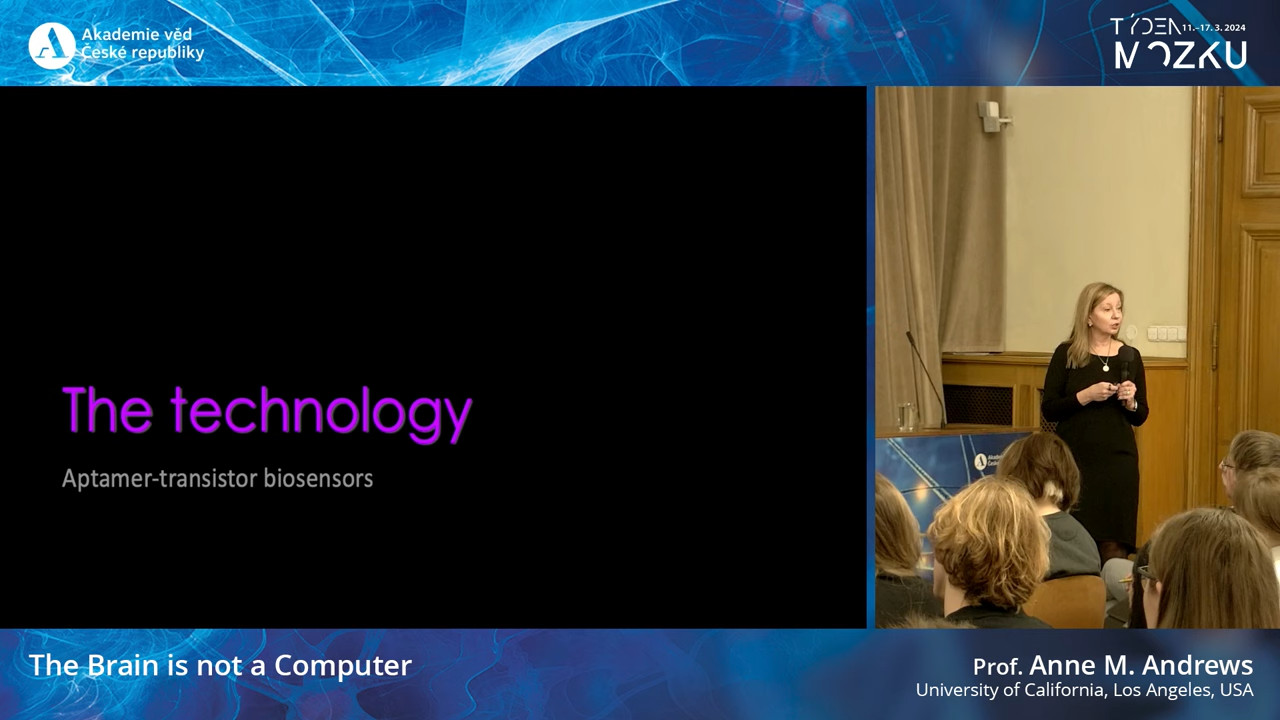 Akademie věd
České republiky
TÝDEN 11.–17. 3. 2024
MOZKU
The technology
Aptamer-transistor biosensors
The Brain is not a Computer
Prof. Anne M. Andrews
University of California, Los Angeles, USA